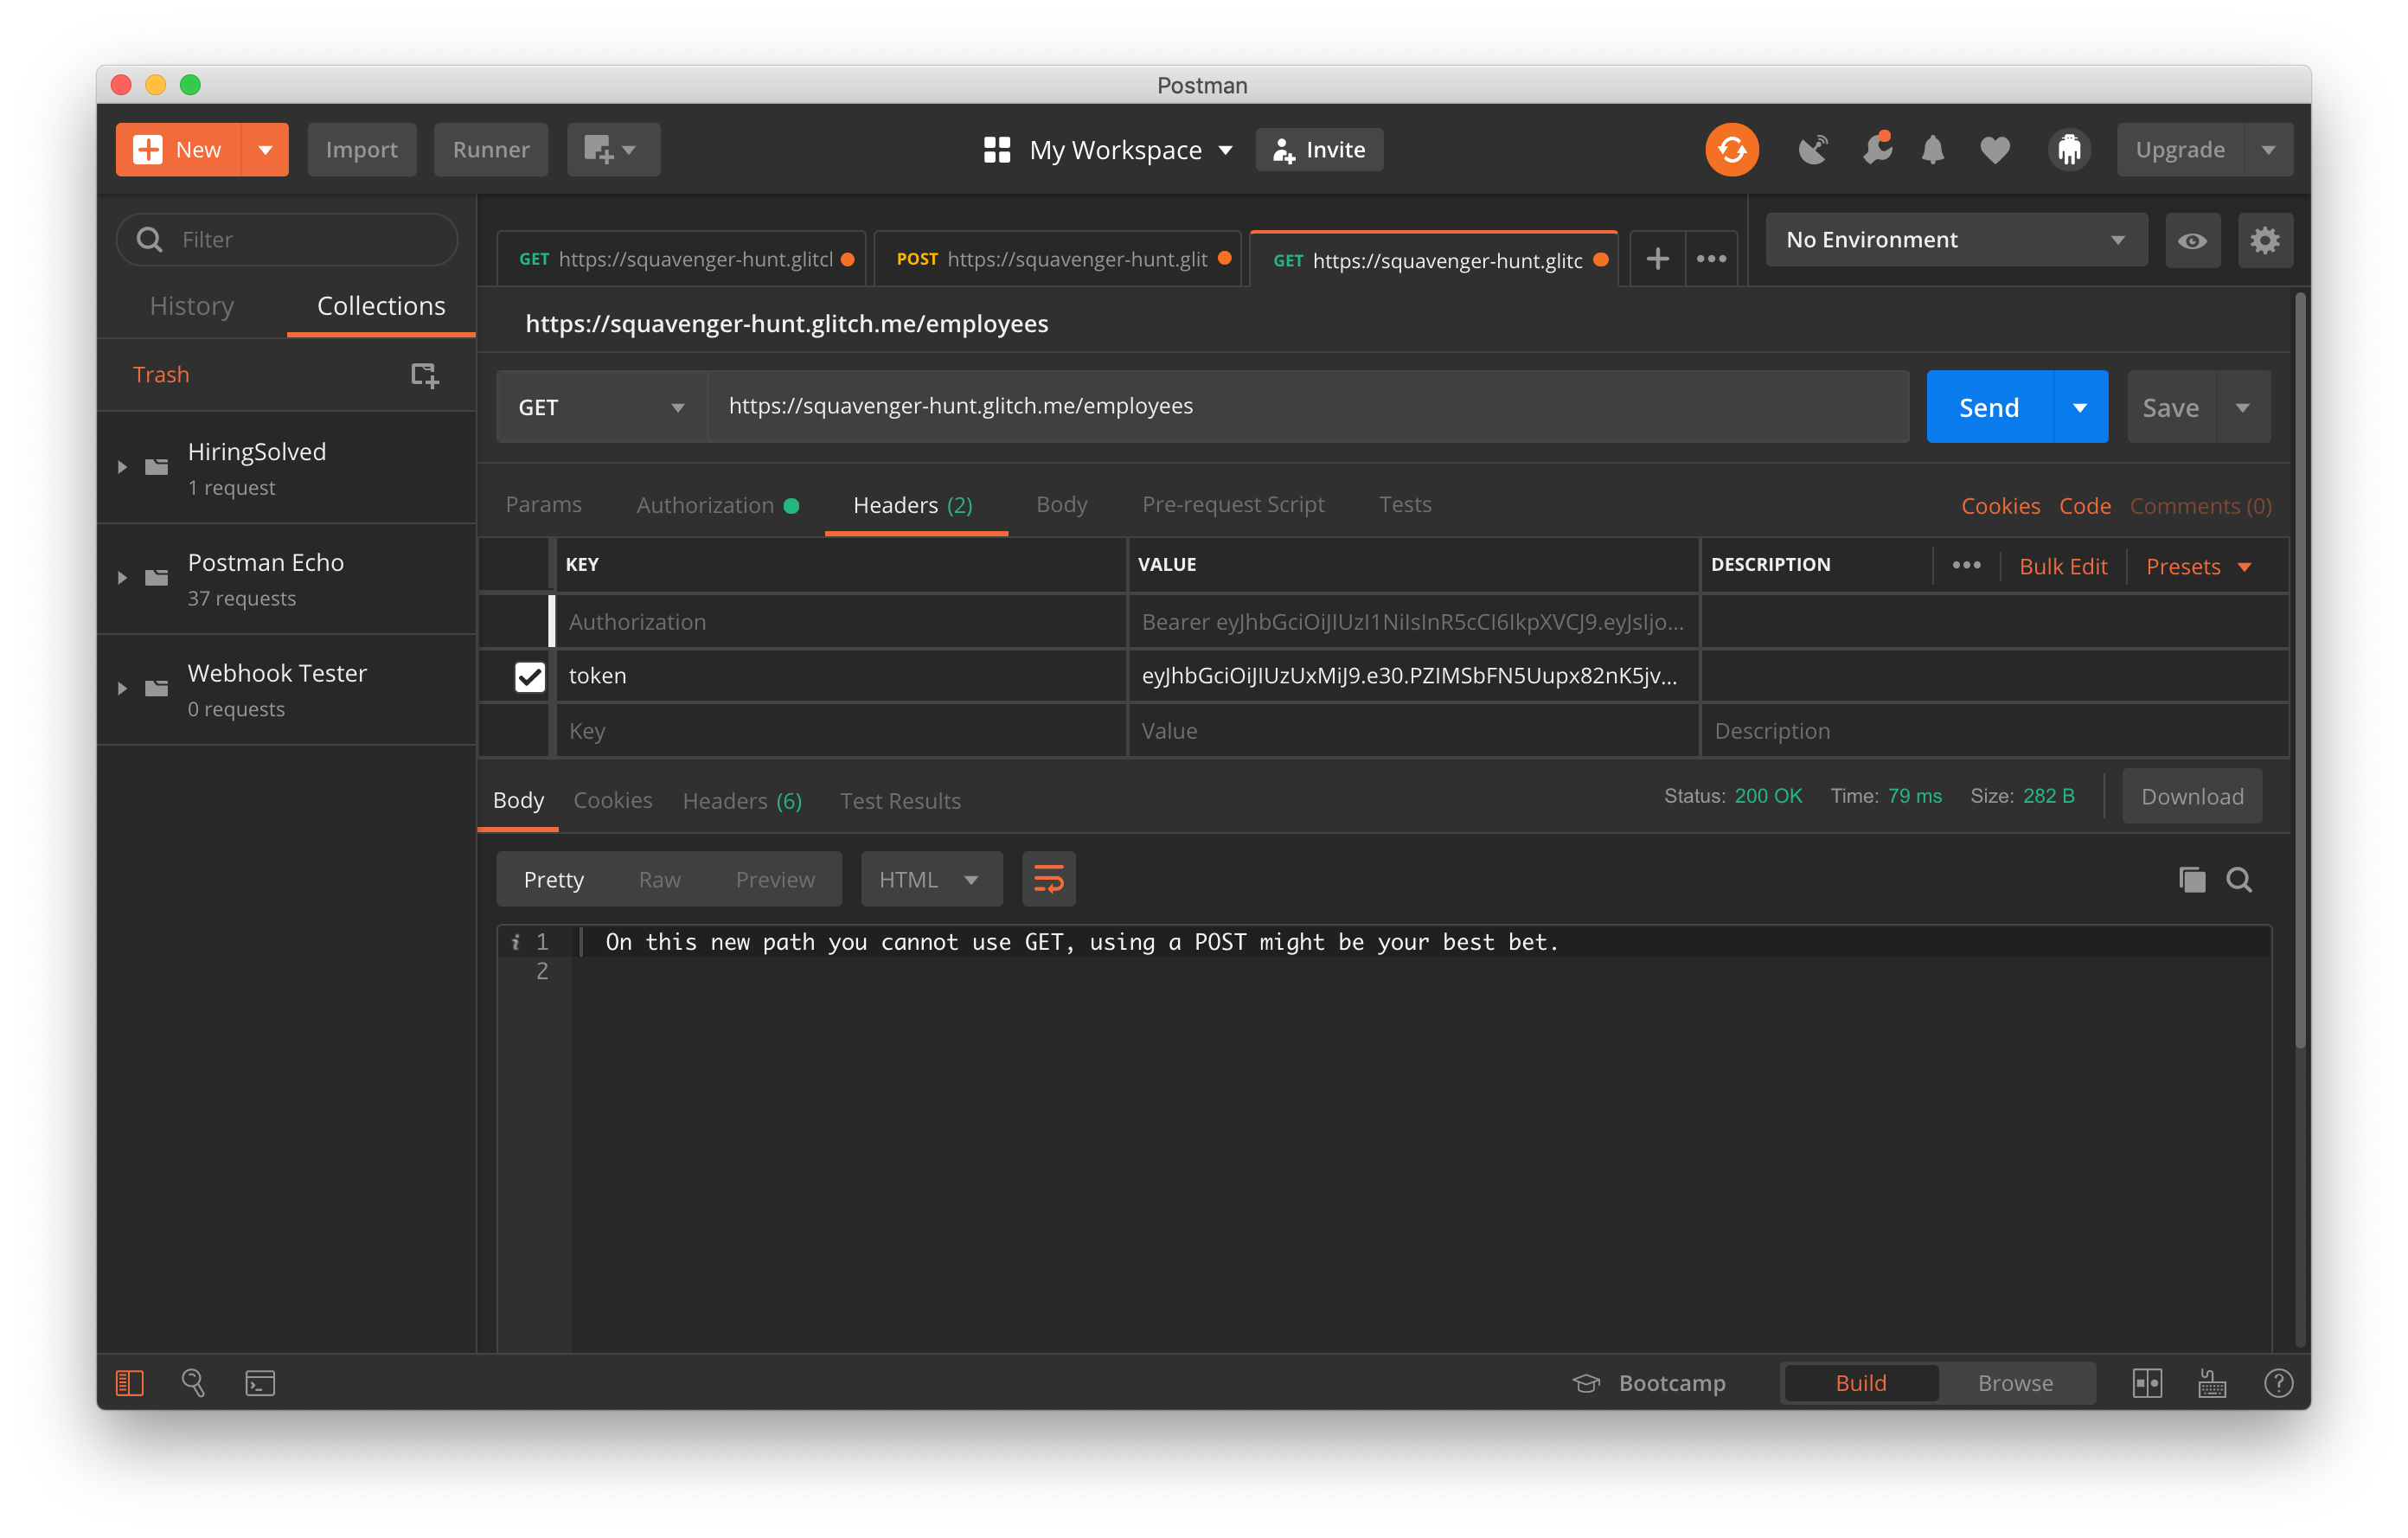 Postman
New
Import
Runner
My Workspace
Invite
Upgrade
Filter
History
Collections
Trash
HiringSolved
1 request
Postman Echo
37 requests
Webhook Tester
0 requests
GET https://squavenger-hunt.glitcl
POST https://squavenger-hunt.glit
GET https://squavenger-hunt.glitc
No Environment
https://squavenger-hunt.glitch.me/employees
GET
https://squavenger-hunt.glitch.me/employees
Send
Save
Params
Authorization
Headers (2)
Body
Pre-request Script
Tests
Cookies
Code
Comments (0)
KEY
VALUE
DESCRIPTION
Bulk Edit
Presets
Authorization
Bearer eyJhbGciOiJIUzI1NiIsInR5cCI6IkpXVCJ9.eyJsIjo...
token
eyJhbGciOiJIUzUxMiJ9.e30.PZIMSbFN5Uupx82nK5jv...
Key
Value
Description
Body
Cookies
Headers (6)
Test Results
Status: 200 OK
Time: 79 ms
Size: 282 B
Download
Pretty
Raw
Preview
HTML
i 1 On this new path you cannot use GET, using a POST might be your best bet.
2
Bootcamp
Build
Browse